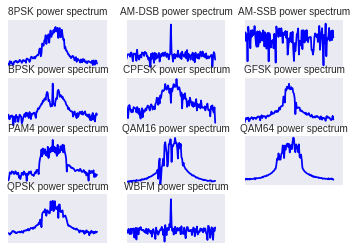 8PSK power spectrum AM-DSB power spectrum AM-SSB power spectrum
BPSK power spectrum CPFSK power spectrum GFSK power spectrum
PAM4 power spectrum QAM16 power spectrum QAM64 power spectrum
QPSK power spectrum WBFM power spectrum